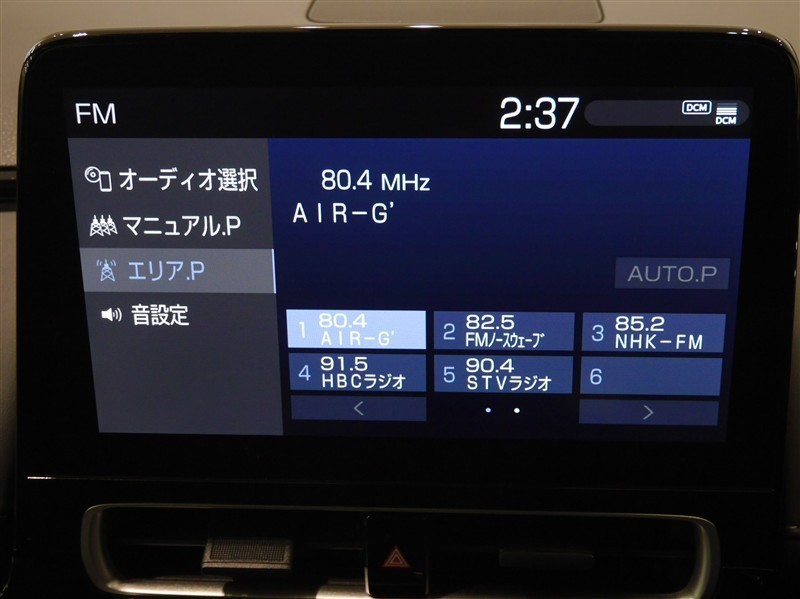 FM
2:37
DCM
DCM
オーディオ選択
マニュアル.P
エリア.P
音設定
80.4 MHz
AIR-G'
AUTO.P
1 80.4 AIR-G'
2 82.5 FMノースウェーブ
3 85.2 NHK-FM
4 91.5 HBCラジオ
5 90.4 STVラジオ
6
< >